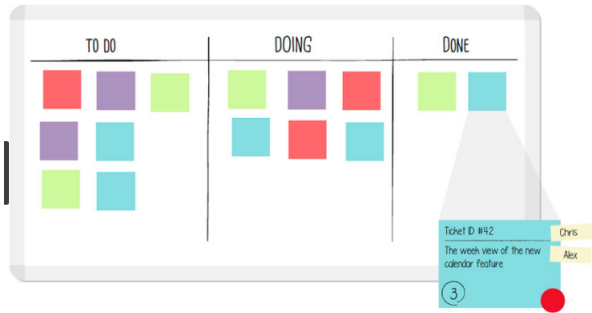 TO DO
DOING
DONE
Ticket ID #42
Chris
The week view of the new
calendar feature
Alex
3